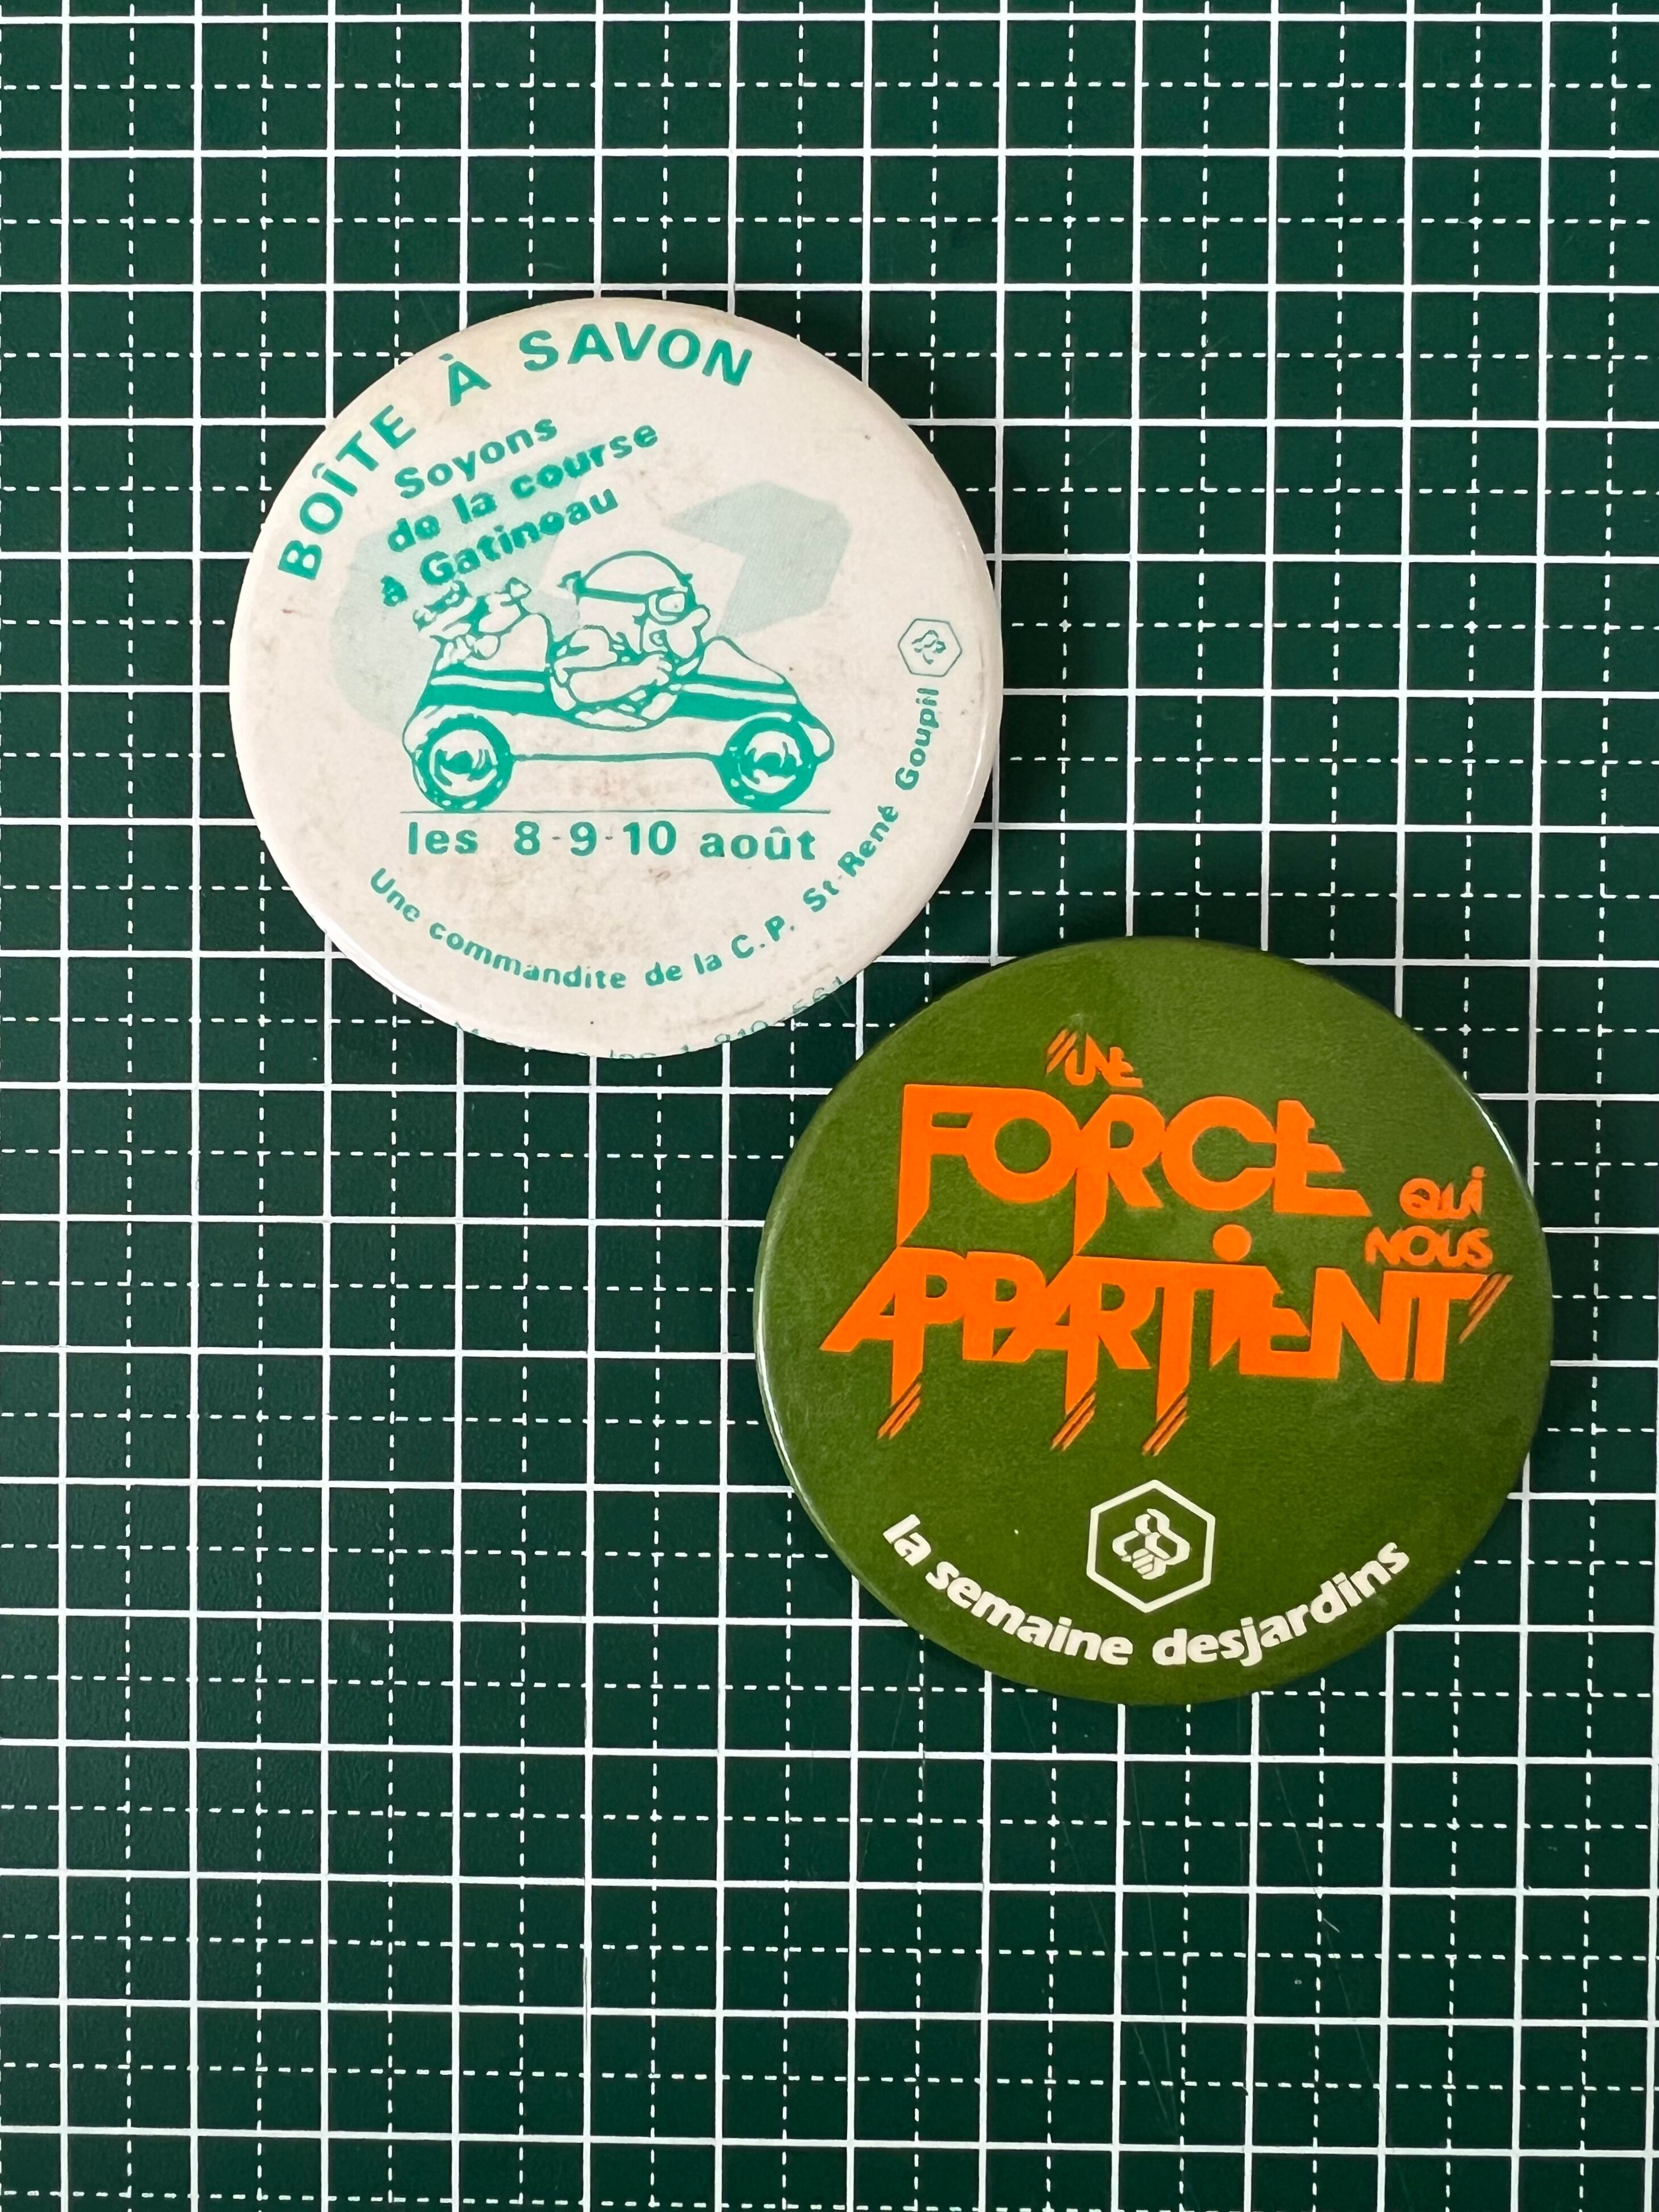 BOÎTE À SAVON
Soyons
de la course
à Gatineau
les 8-9-10 août
Une commandite de la C.P. St-René Goupil
UNE
FORCE
QUI
NOUS
APPARTIENT
la semaine desjardins